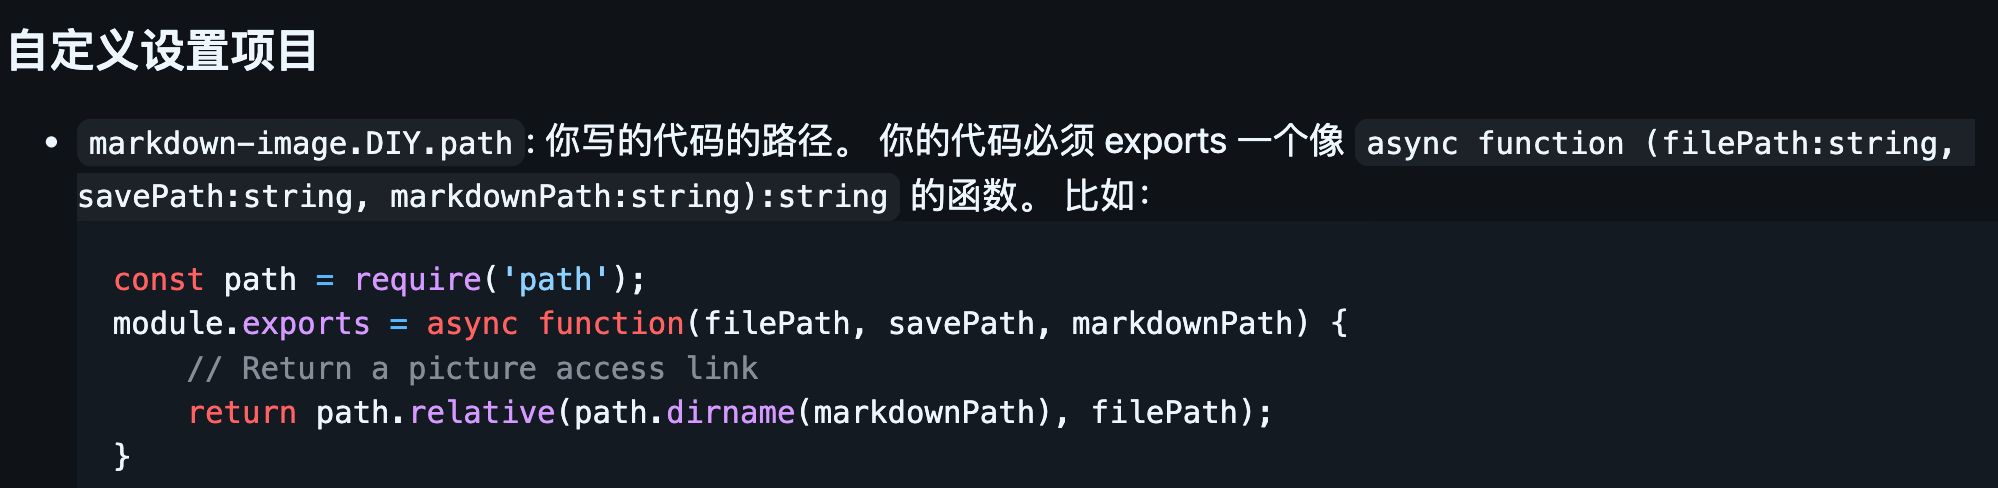 自定义设置项目
• markdown-image.DIY.path: 你写的代码的路径。 你的代码必须 exports 一个像 async function (filePath:string,
savePath:string, markdownPath:string):string 的函数。 比如：
const path = require('path');
module.exports = async function(filePath, savePath, markdownPath) {
    // Return a picture access link
    return path.relative(path.dirname(markdownPath), filePath);
}